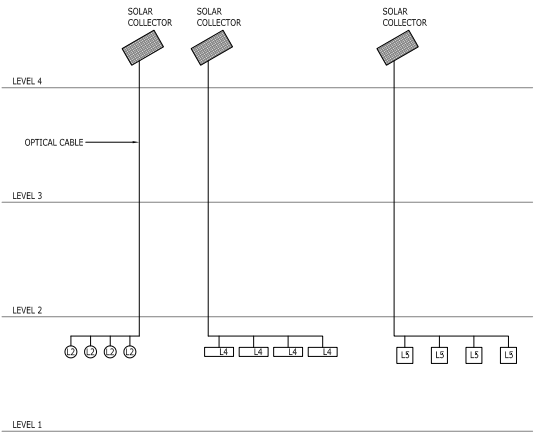 SOLAR
COLLECTOR
SOLAR
COLLECTOR
SOLAR
COLLECTOR
LEVEL 4
OPTICAL CABLE
LEVEL 3
LEVEL 2
L2 L2 L2 L2
L4 L4 L4 L4
L5 L5 L5 L5
LEVEL 1